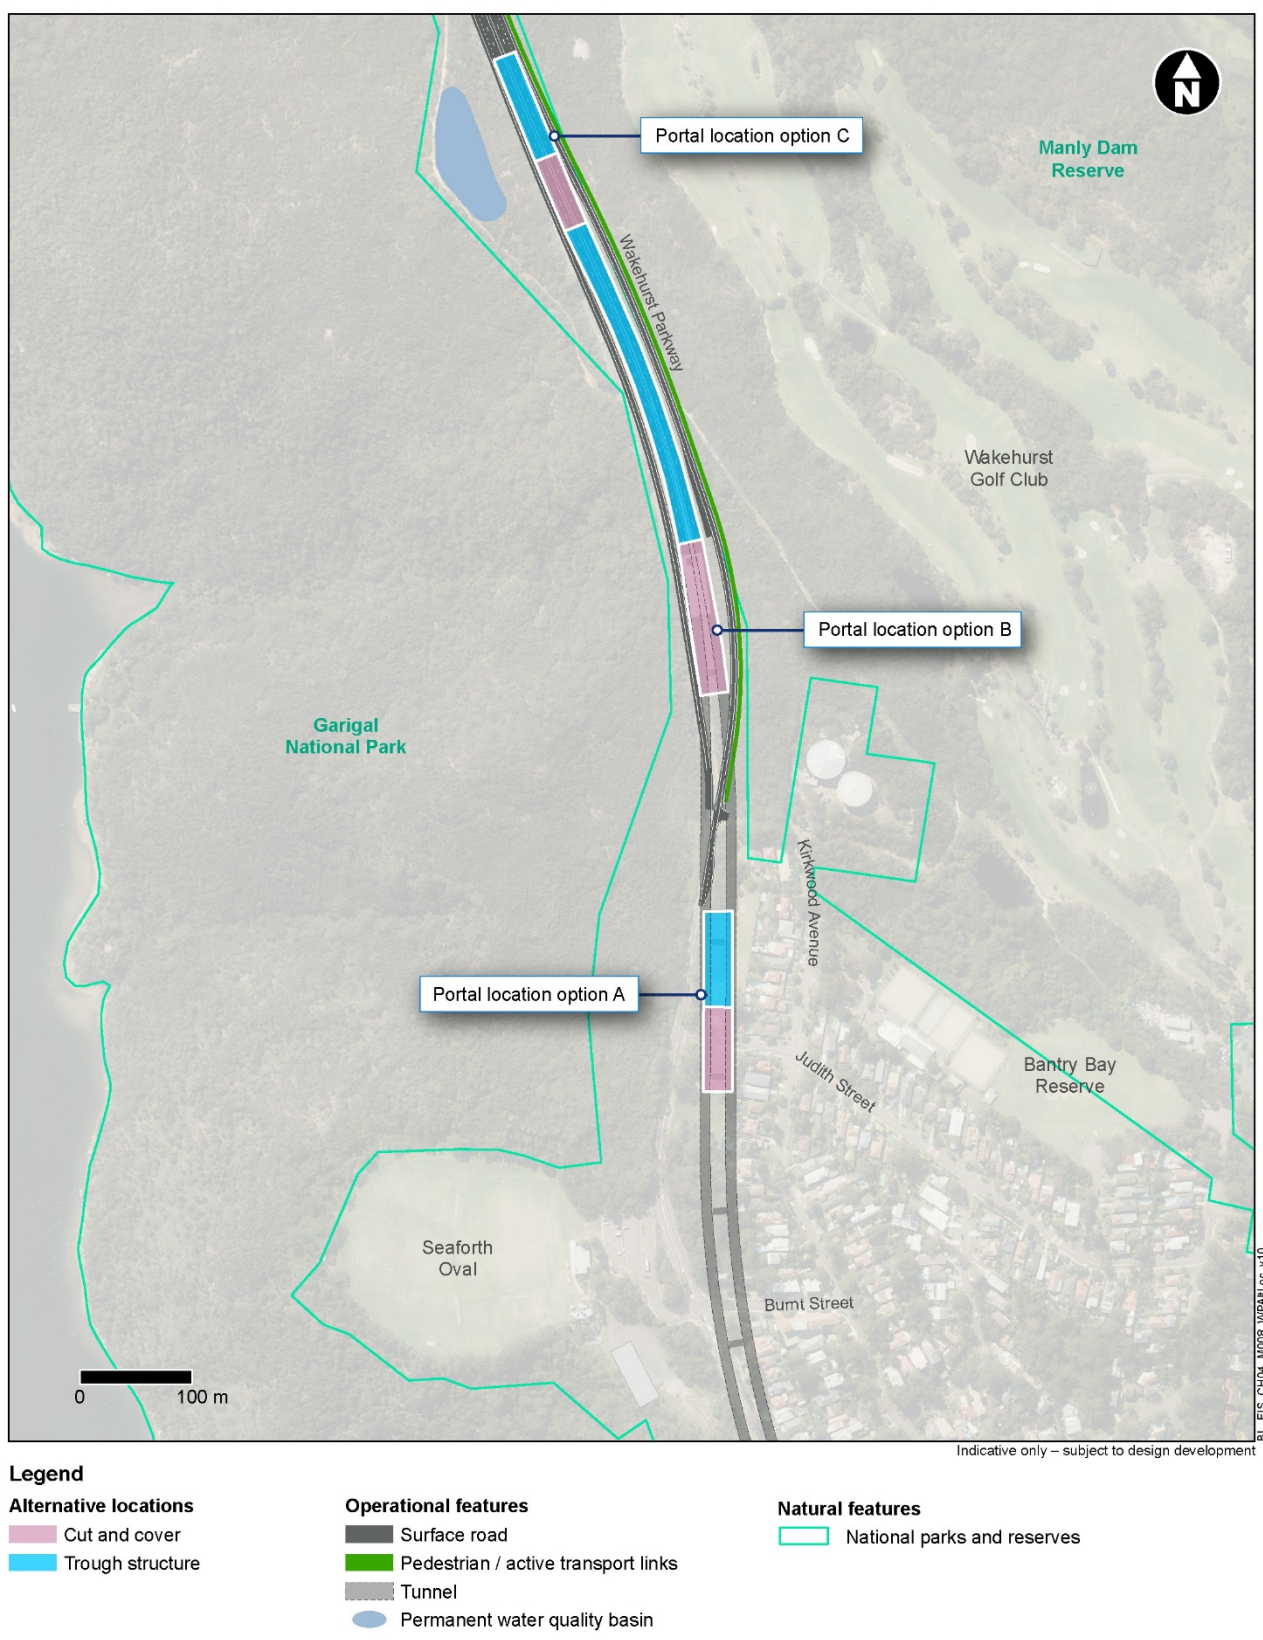 N
Portal location option C
Manly Dam
Reserve
Wakehurst Parkway
Wakehurst
Golf Club
Portal location option B
Garigal
National Park
Kirkwood Avenue
Portal location option A
Judith Street
Bantry Bay
Reserve
Seaforth
Oval
Burnt Street
0 100 m
Indicative only – subject to design development
Legend
Alternative locations
Cut and cover
Trough structure
Operational features
Surface road
Pedestrian / active transport links
Tunnel
Permanent water quality basin
Natural features
National parks and reserves